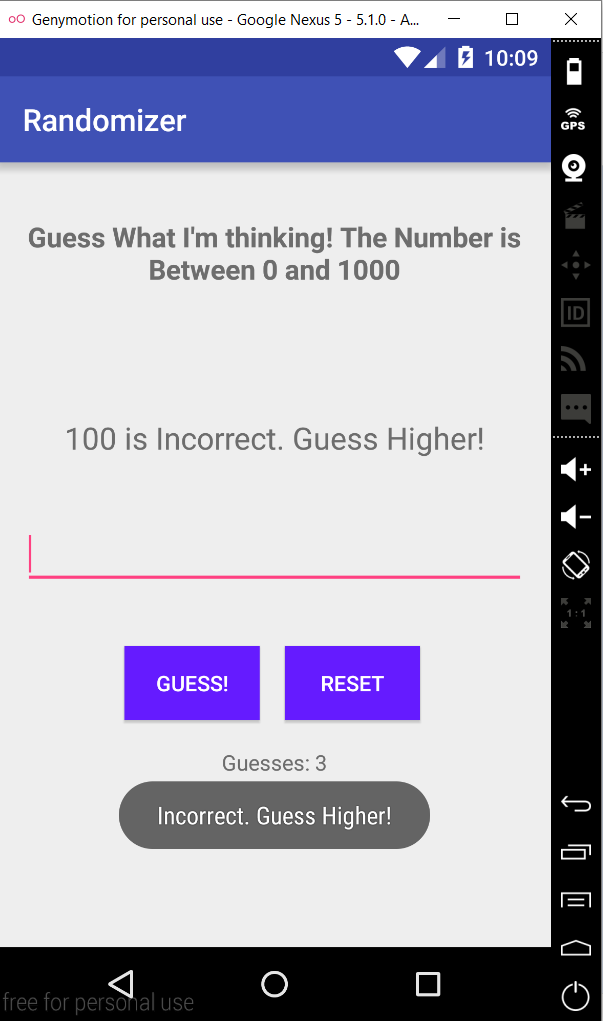 Genymotion for personal use - Google Nexus 5 - 5.1.0 - A...
10:09
Randomizer
GPS
Guess What I'm thinking! The Number is
Between 0 and 1000
ID
100 is Incorrect. Guess Higher!
1:1
GUESS! RESET
Guesses: 3
Incorrect. Guess Higher!
free for personal use